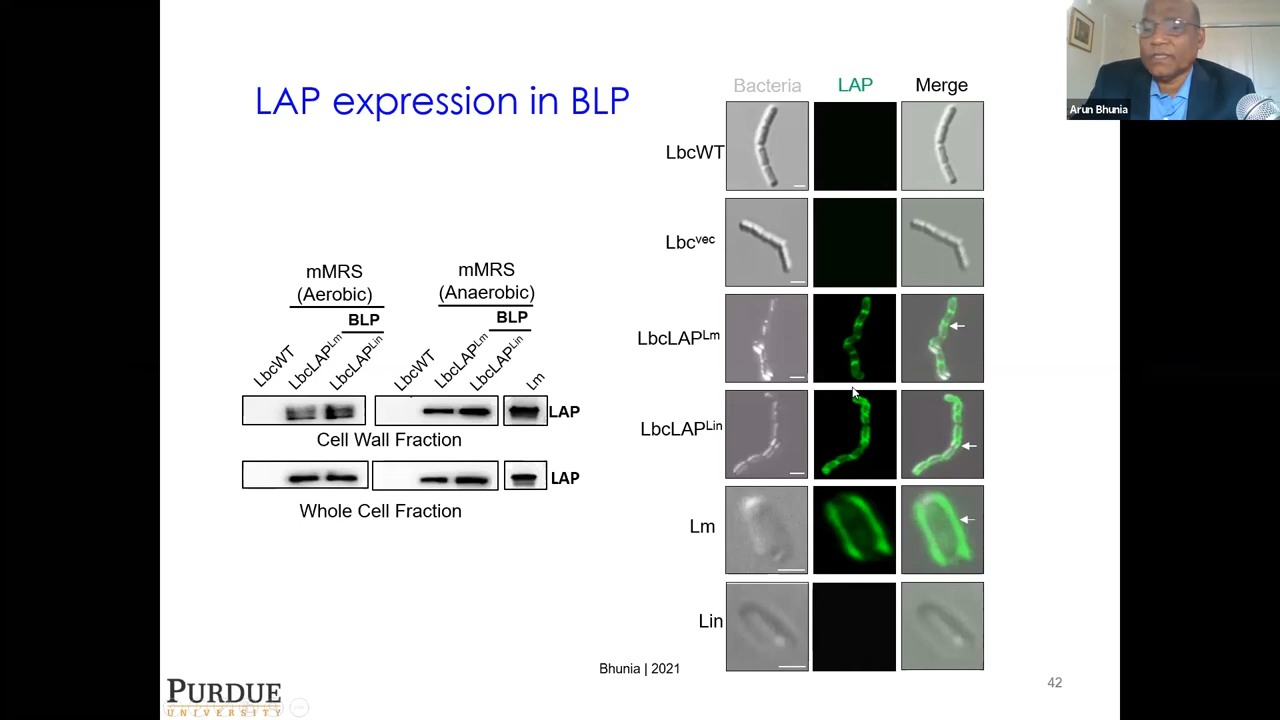 LAP expression in BLP
mMRS
(Aerobic)
BLP
LbcWT
LbcLAPᴸᵐ
LbcLAPᴸⁱⁿ
mMRS
(Anaerobic)
BLP
LbcWT
LbcLAPᴸᵐ
LbcLAPᴸⁱⁿ
Lm
LAP
Cell Wall Fraction
LAP
Whole Cell Fraction
Bacteria LAP Merge
LbcWT
Lbcᵛᵉᶜ
LbcLAPᴸᵐ
LbcLAPᴸⁱⁿ
Lm
Lin
Bhunia | 2021
42
PURDUE
UNIVERSITY
Arun Bhunia